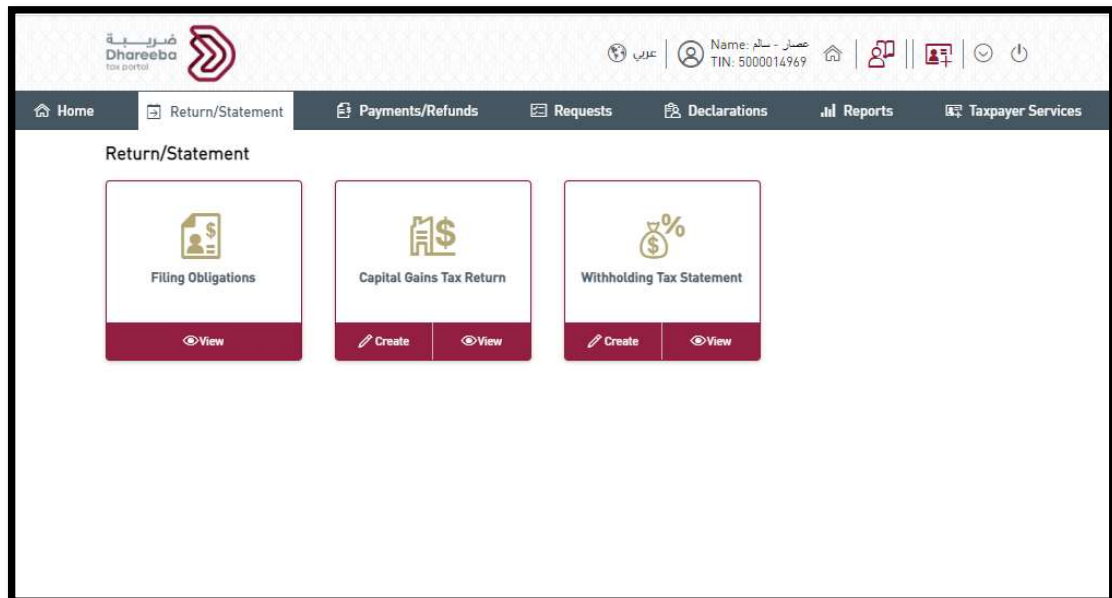 ضريبة
Dhareeba
tax portal
عربي
Name: عصار - سالم
TIN: 5000014969
Home
Return/Statement
Payments/Refunds
Requests
Declarations
Reports
Taxpayer Services
Return/Statement
Filing Obligations
Capital Gains Tax Return
Withholding Tax Statement
View
Create
View
Create
View